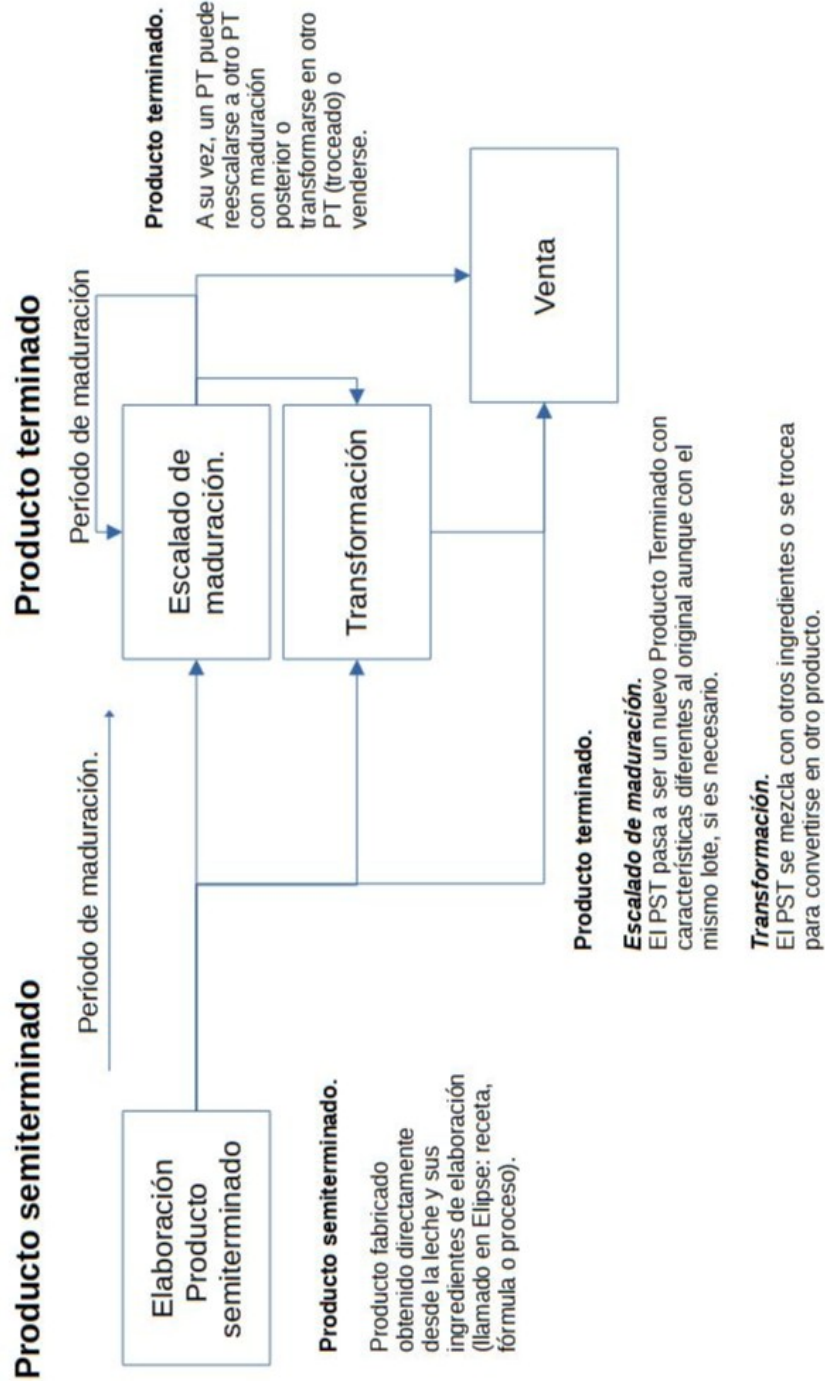 Producto semiterminado
Producto terminado
Período de maduración.
Período de maduración
Elaboración
Producto
semiterminado
Escalado de
maduración.
Transformación
Venta
Producto terminado.
A su vez, un PT puede
reescalarse a otro PT
con maduración
posterior o
transformarse en otro
PT (troceado) o
venderse.
Producto semiterminado.
Producto fabricado
obtenido directamente
desde la leche y sus
ingredientes de elaboración
(llamado en Elipse: receta,
fórmula o proceso).
Producto terminado.
Escalado de maduración.
El PST pasa a ser un nuevo Producto Terminado con
características diferentes al original aunque con el
mismo lote, si es necesario.
Transformación.
El PST se mezcla con otros ingredientes o se trocea
para convertirse en otro producto.